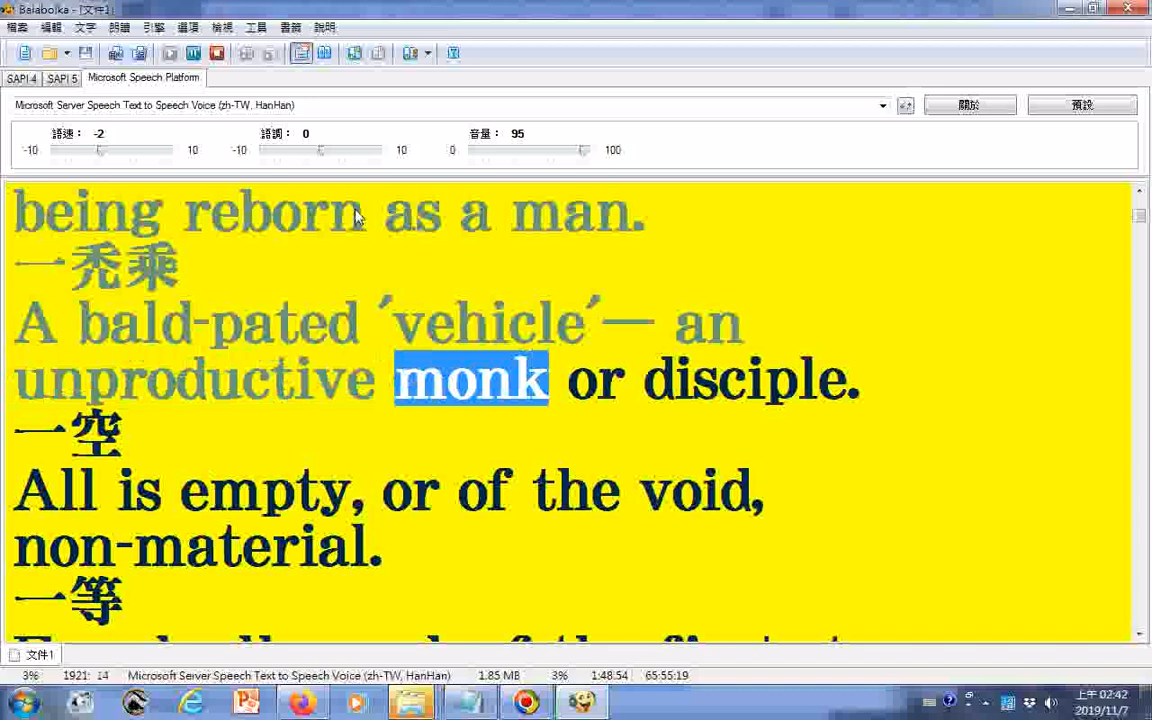 Balabolka - [文件1]
檔案 編輯 文字 朗讀 引擎 選項 檢視 工具 書籤 說明
SAPI 4 SAPI 5 Microsoft Speech Platform
Microsoft Server Speech Text to Speech Voice (zh-TW, HanHan)
關於 預設
語速: -2 語調: 0 音量: 95
-10 10 -10 10 0 100
being reborn as a man.
一禿乘
A bald-pated ′vehicle′— an
unproductive monk or disciple.
一空
All is empty, or of the void,
non-material.
一等
文件1
3% 1921: 14 Microsoft Server Speech Text to Speech Voice (zh-TW, HanHan) 1.85 MB 3% 1:48:54 65:55:19
上午 02:42
2019/11/7